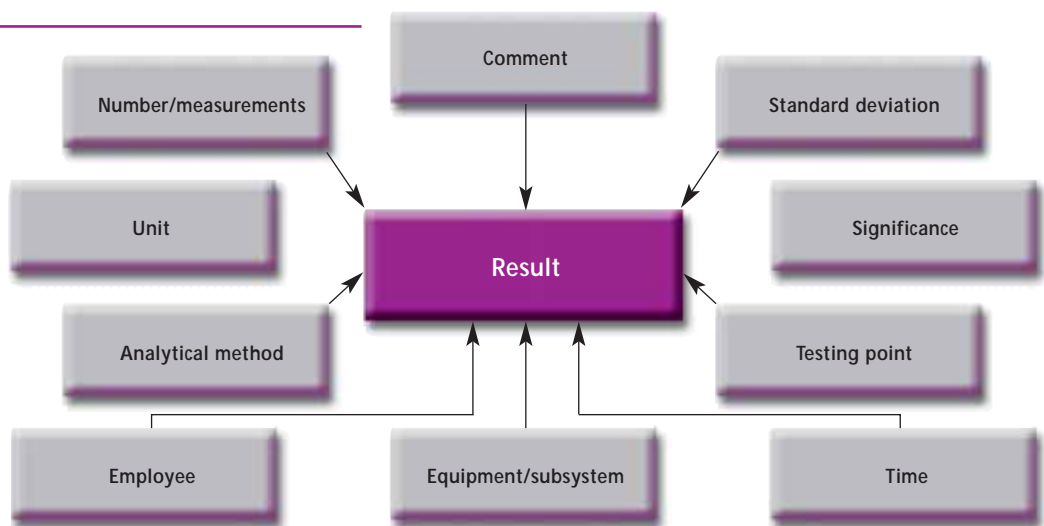 Comment
Number/measurements
Standard deviation
Unit
Result
Significance
Analytical method
Testing point
Employee
Equipment/subsystem
Time